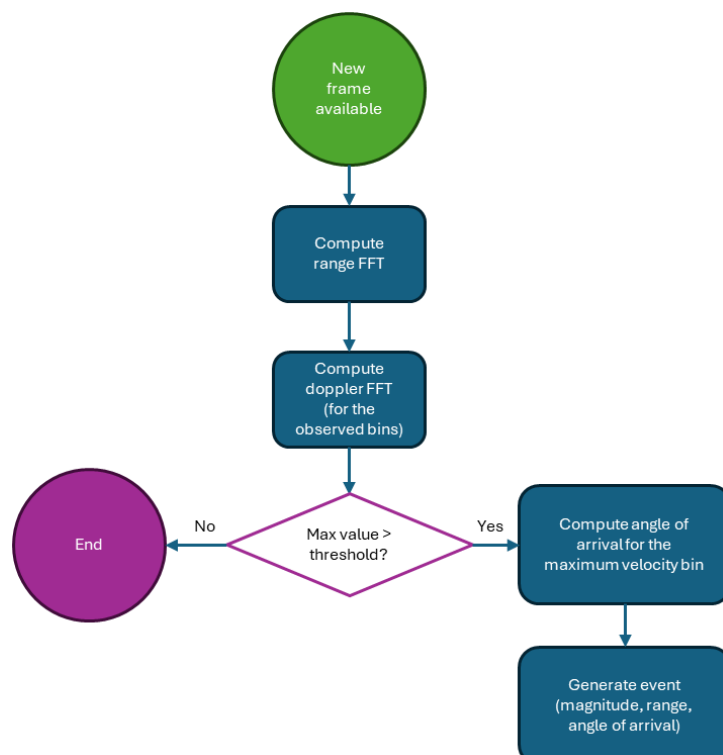 New
frame
available
Compute
range FFT
Compute
doppler FFT
(for the
observed bins)
No
Yes
End
Max value >
threshold?
Compute angle of
arrival for the
maximum velocity bin
Generate event
(magnitude, range,
angle of arrival)